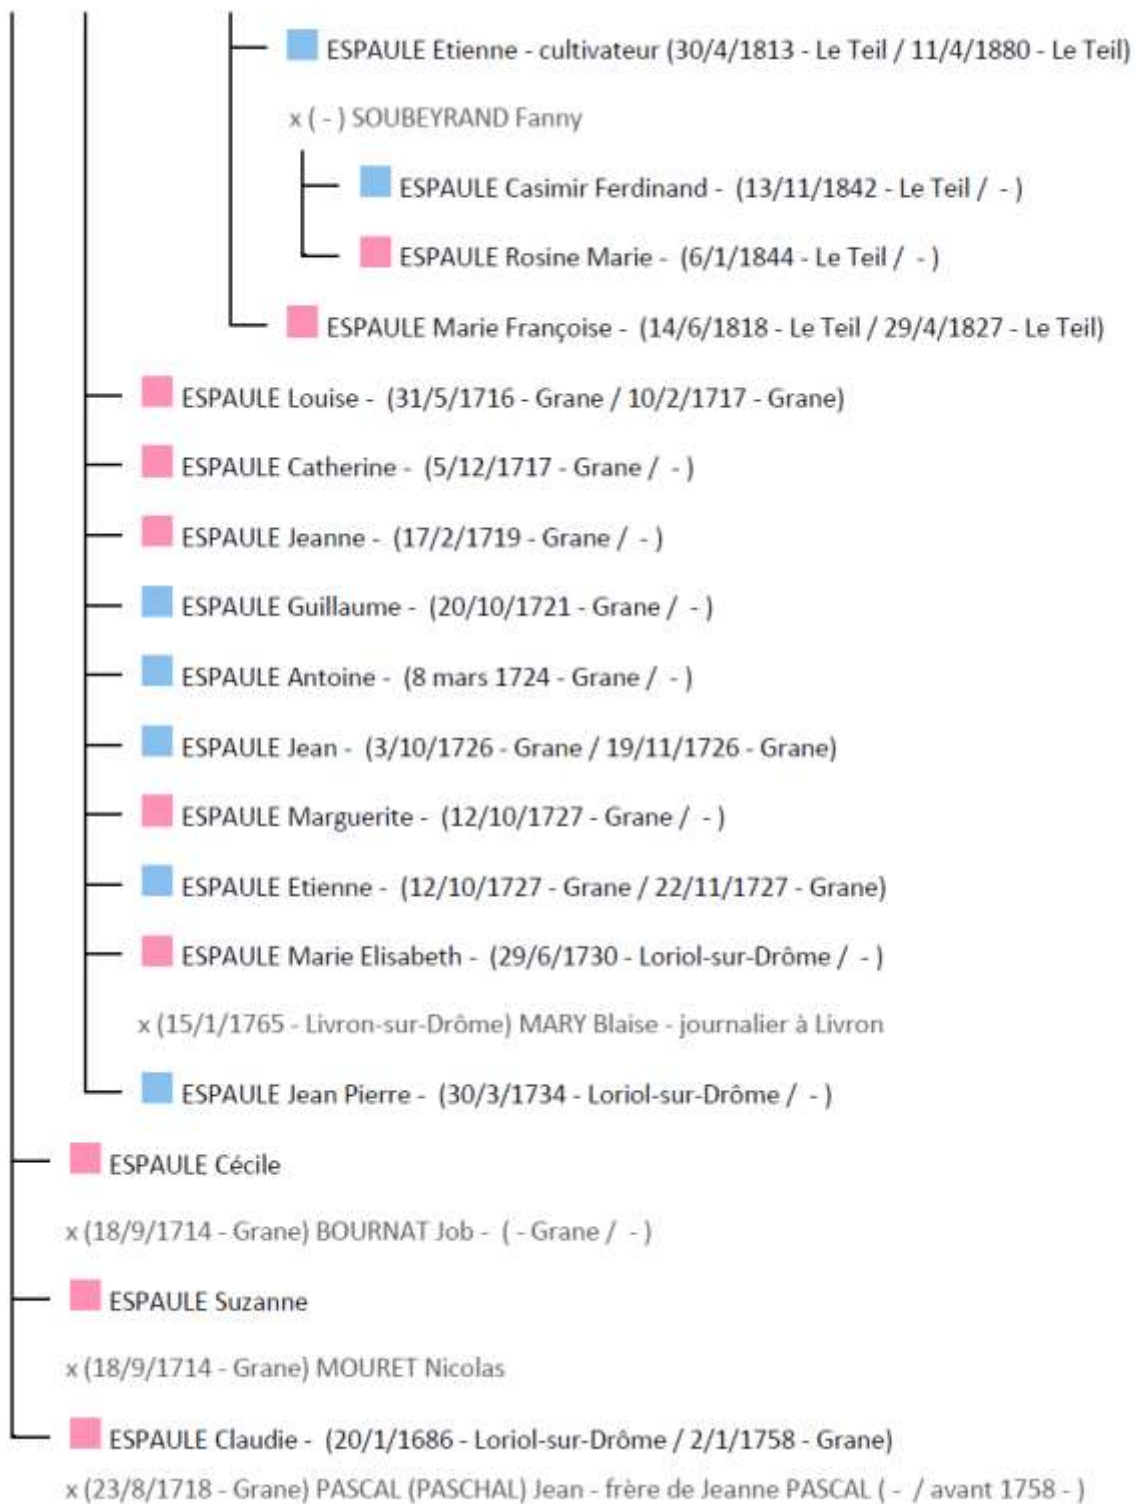 ESPAULE Etienne - cultivateur (30/4/1813 - Le Teil / 11/4/1880 - Le Teil)
x ( - ) SOUBEYRAND Fanny
ESPAULE Casimir Ferdinand -  (13/11/1842 - Le Teil /  - )
ESPAULE Rosine Marie -  (6/1/1844 - Le Teil /  - )
ESPAULE Marie Françoise -  (14/6/1818 - Le Teil / 29/4/1827 - Le Teil)
ESPAULE Louise -  (31/5/1716 - Grane / 10/2/1717 - Grane)
ESPAULE Catherine -  (5/12/1717 - Grane /  - )
ESPAULE Jeanne -  (17/2/1719 - Grane /  - )
ESPAULE Guillaume -  (20/10/1721 - Grane /  - )
ESPAULE Antoine -  (8 mars 1724 - Grane /  - )
ESPAULE Jean -  (3/10/1726 - Grane / 19/11/1726 - Grane)
ESPAULE Marguerite -  (12/10/1727 - Grane /  - )
ESPAULE Etienne -  (12/10/1727 - Grane / 22/11/1727 - Grane)
ESPAULE Marie Elisabeth -  (29/6/1730 - Loriol-sur-Drôme /  - )
x (15/1/1765 - Livron-sur-Drôme) MARY Blaise - journalier à Livron
ESPAULE Jean Pierre -  (30/3/1734 - Loriol-sur-Drôme /  - )
ESPAULE Cécile
x (18/9/1714 - Grane) BOURNAT Job -  ( - Grane /  - )
ESPAULE Suzanne
x (18/9/1714 - Grane) MOURET Nicolas
ESPAULE Claudie -  (20/1/1686 - Loriol-sur-Drôme / 2/1/1758 - Grane)
x (23/8/1718 - Grane) PASCAL (PASCHAL) Jean - frère de Jeanne PASCAL ( -  / avant 1758 - )